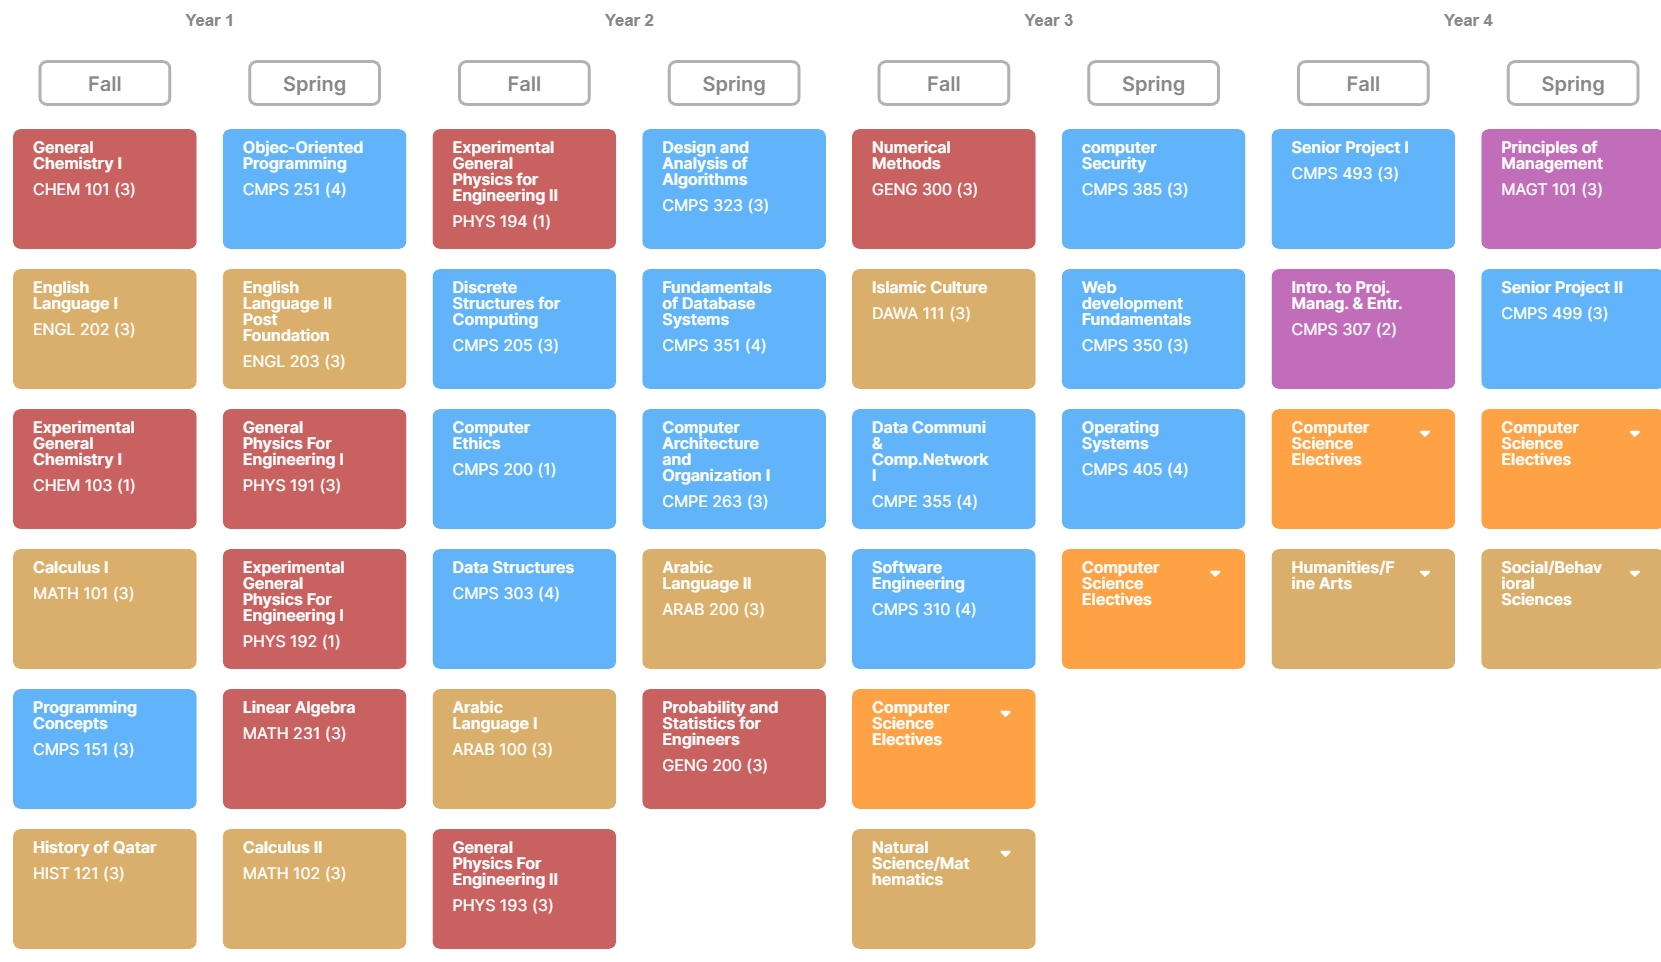 Year 1
Year 2
Year 3
Year 4
Fall
Spring
Fall
Spring
Fall
Spring
Fall
Spring
General
Chemistry I
CHEM 101 (3)
English
Language I
ENGL 202 (3)
Experimental
General
Chemistry I
CHEM 103 (1)
Calculus I
MATH 101 (3)
Programming
Concepts
CMPS 151 (3)
History of Qatar
HIST 121 (3)
Objec-Oriented
Programming
CMPS 251 (4)
English
Language II
Post
Foundation
ENGL 203 (3)
General
Physics For
Engineering I
PHYS 191 (3)
Experimental
General
Physics For
Engineering I
PHYS 192 (1)
Linear Algebra
MATH 231 (3)
Calculus II
MATH 102 (3)
Experimental
General
Physics for
Engineering II
PHYS 194 (1)
Discrete
Structures for
Computing
CMPS 205 (3)
Computer
Ethics
CMPS 200 (1)
Data Structures
CMPS 303 (4)
Arabic
Language I
ARAB 100 (3)
General
Physics For
Engineering II
PHYS 193 (3)
Design and
Analysis of
Algorithms
CMPS 323 (3)
Fundamentals
of Database
Systems
CMPS 351 (4)
Computer
Architecture
and
Organization I
CMPE 263 (3)
Arabic
Language II
ARAB 200 (3)
Probability and
Statistics for
Engineers
GENG 200 (3)
Numerical
Methods
GENG 300 (3)
Islamic Culture
DAWA 111 (3)
Data Communi
&
Comp.Network
I
CMPE 355 (4)
Software
Engineering
CMPS 310 (4)
Computer
Science
Electives
Natural
Science/Mat
hematics
computer
Security
CMPS 385 (3)
Web
development
Fundamentals
CMPS 350 (3)
Operating
Systems
CMPS 405 (4)
Computer
Science
Electives
Senior Project I
CMPS 493 (3)
Intro. to Proj.
Manag. & Entr.
CMPS 307 (2)
Computer
Science
Electives
Humanities/F
ine Arts
Principles of
Management
MAGT 101 (3)
Senior Project II
CMPS 499 (3)
Computer
Science
Electives
Social/Behav
ioral
Sciences